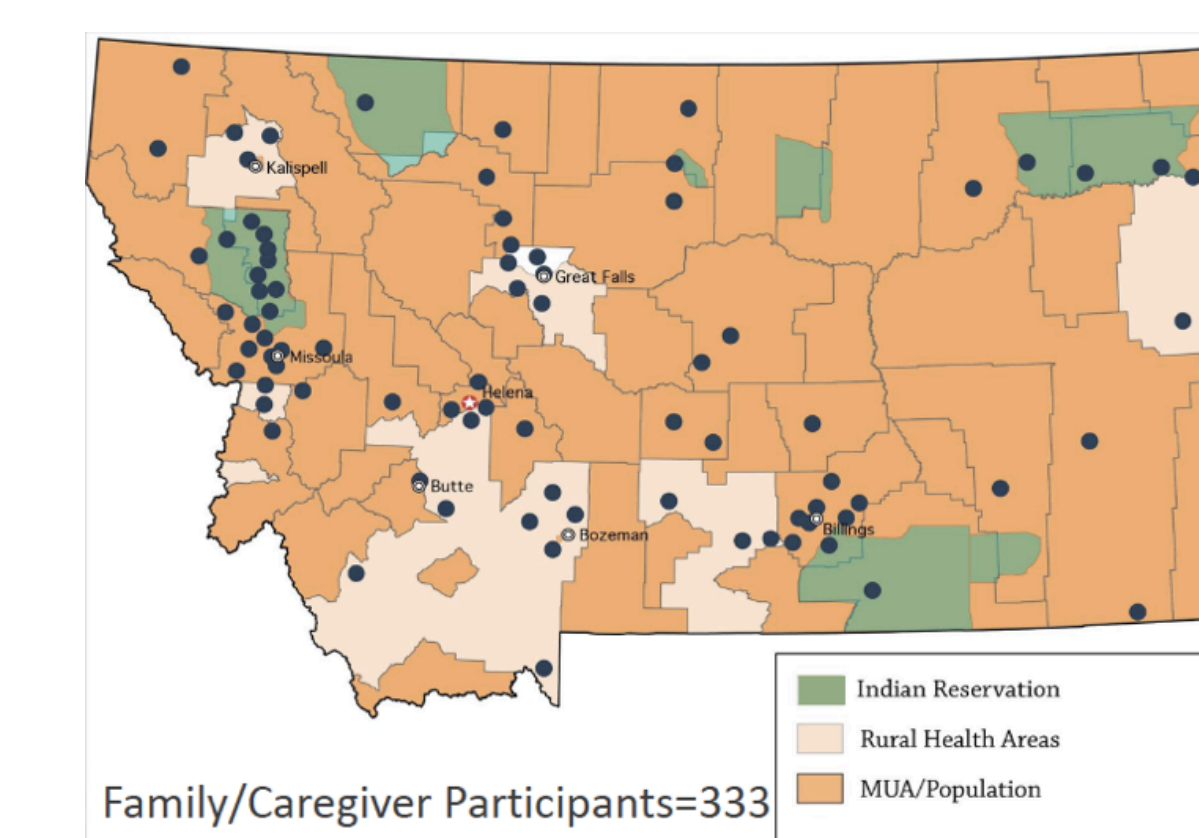 Kalispell
Great Falls
Missoula
Helena
Butte
Bozeman
Billings
Indian Reservation
Rural Health Areas
MUA/Population
Family/Caregiver Participants=333